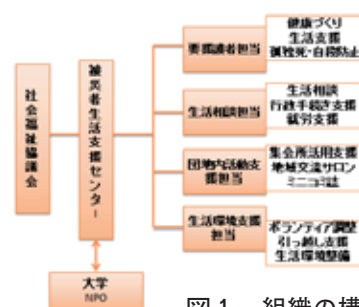 社会福祉協議会
被災者生活支援センター
大学
NPO
要援護者担当
健康づくり
生活支援
孤独死・自殺防止
生活相談担当
生活相談
行政手続き支援
就労支援
団地内活動支
援担当
集会所活用支援
地域交流サロン
ミニコミ誌
生活環境支援
担当
ボランティア調整
引っ越し支援
生活環境整備
図1 組織の構